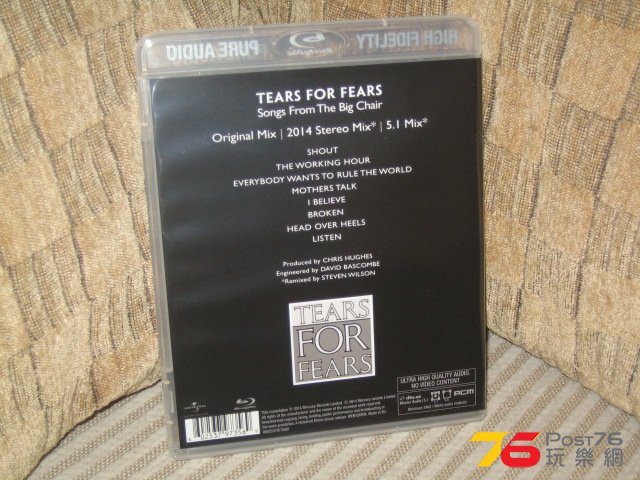 HIGH FIDELITY
PURE AUDIO
TEARS FOR FEARS
Songs From The Big Chair
Original Mix | 2014 Stereo Mix* | 5.1 Mix*
SHOUT
THE WORKING HOUR
EVERYBODY WANTS TO RULE THE WORLD
MOTHERS TALK
I BELIEVE
BROKEN
HEAD OVER HEELS
LISTEN
Produced by CHRIS HUGHES
Engineered by DAVID BASCOMBE
*Remixed by STEVEN WILSON
TEARS
FOR
FEARS
ULTRA HIGH QUALITY AUDIO.
NO VIDEO CONTENT
PCM
76 Post76
玩樂網